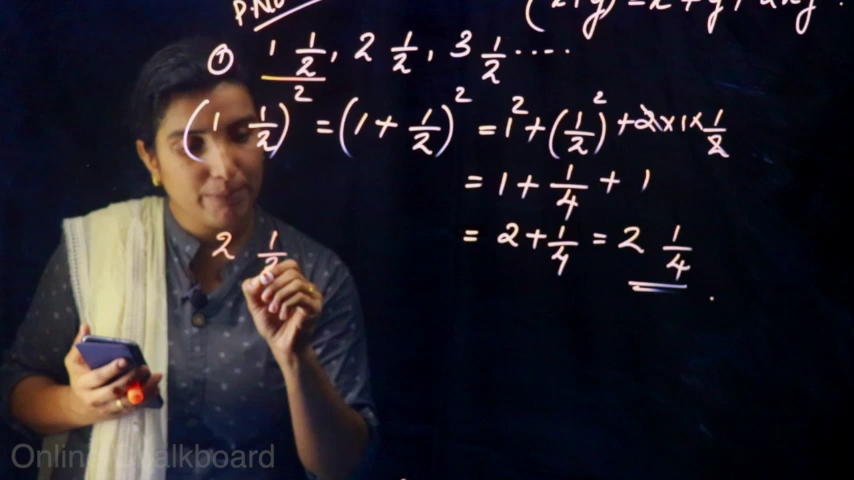 P.No
(x+y)² = x² + y² + 2xy.
① 1 1/2, 2 1/2, 3 1/2 ....
(1 1/2)² = (1 + 1/2)² = 1² + (1/2)² + 2 × 1 × 1/2
= 1 + 1/4 + 1
= 2 + 1/4 = 2 1/4
2 1/2
Online Chalkboard